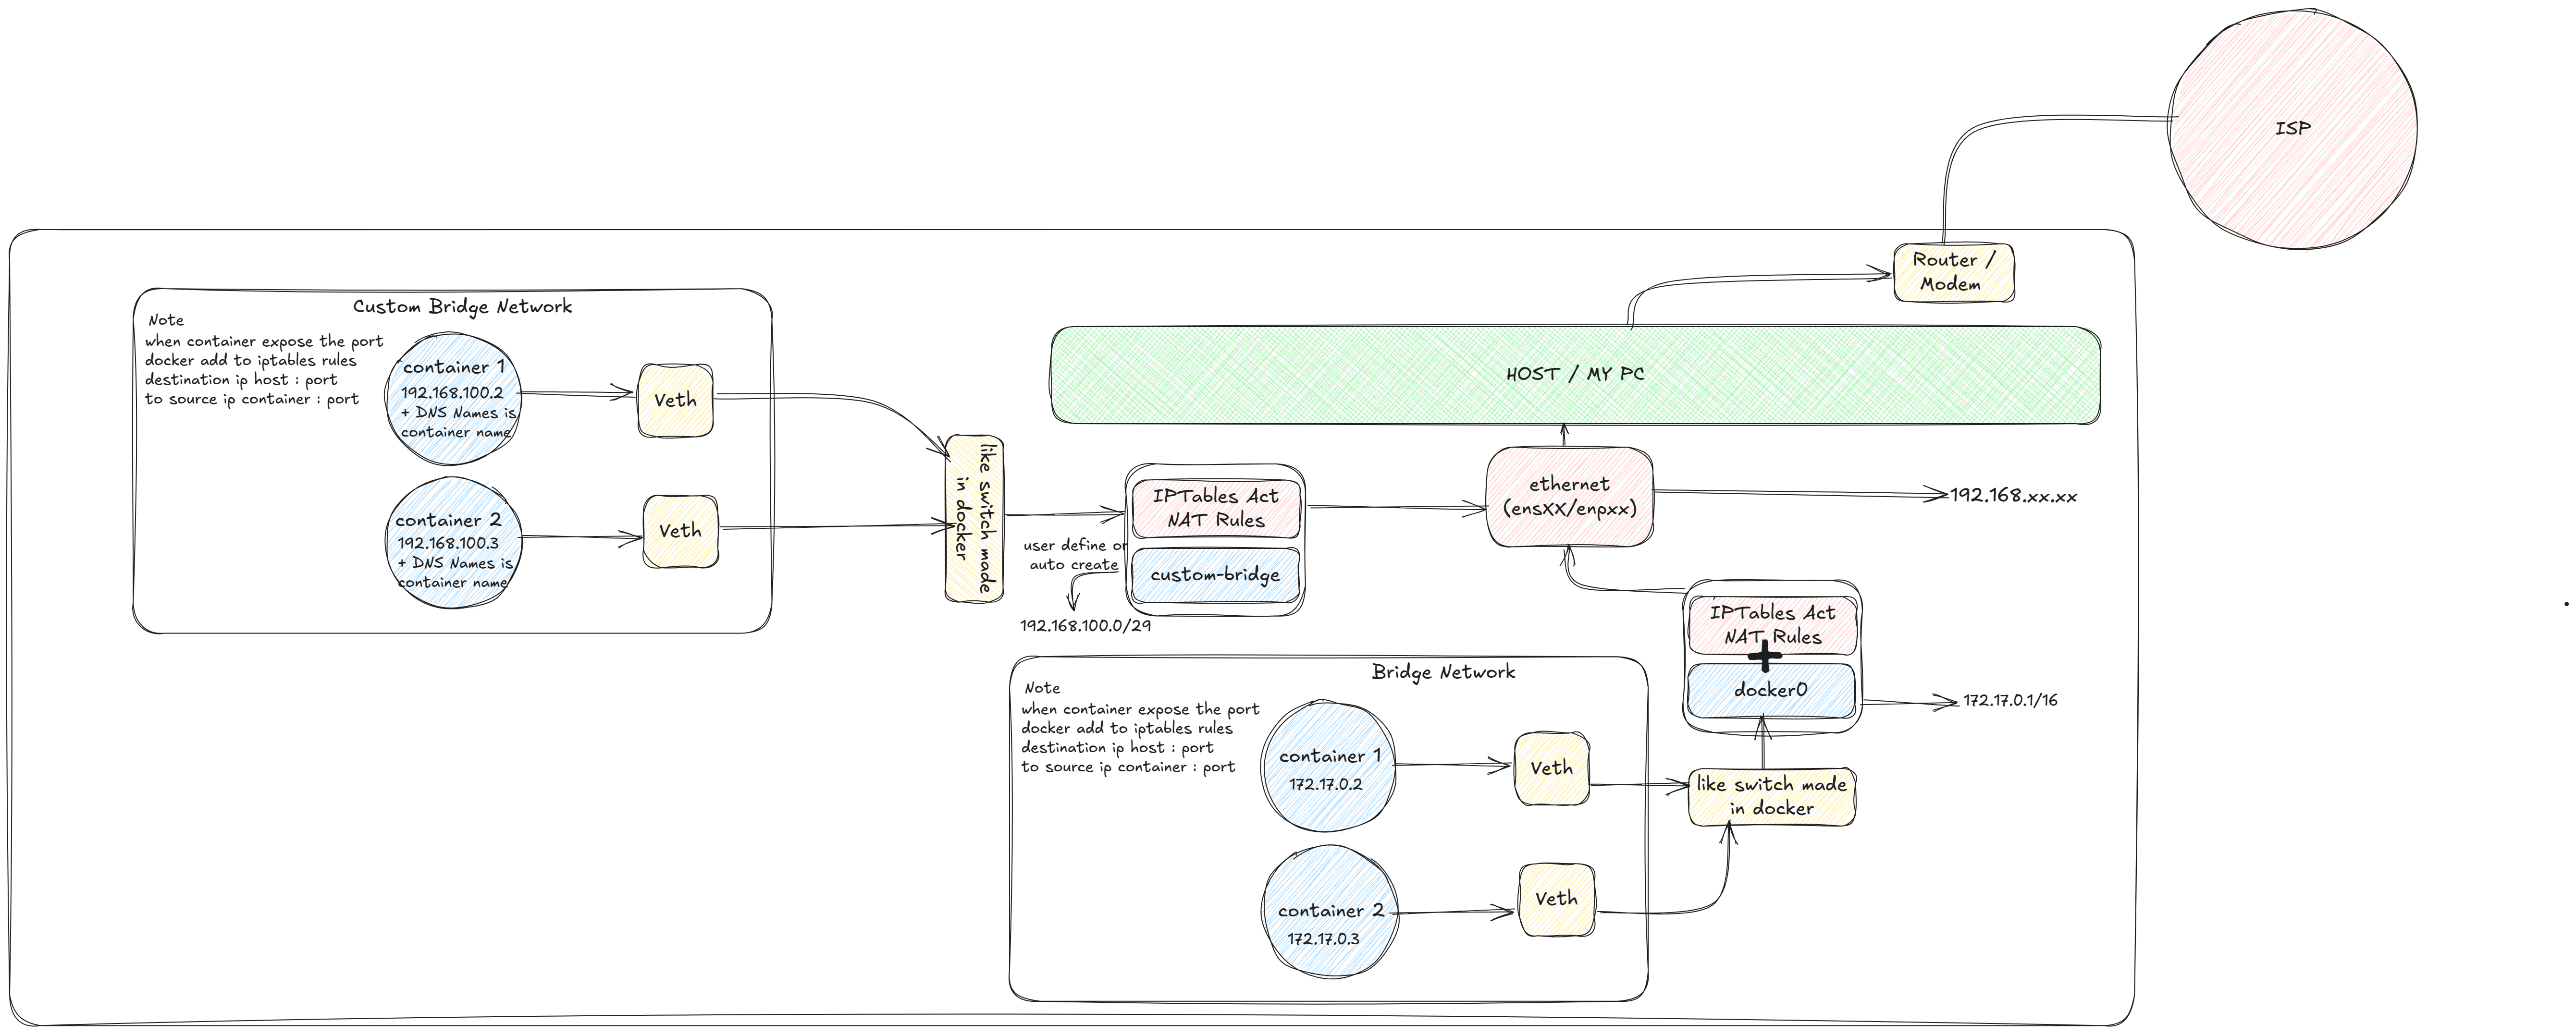 ISP
Router /
Modem
Custom Bridge Network
Note
when container expose the port
docker add to iptables rules
destination ip host : port
to source ip container : port
container 1
192.168.100.2
+ DNS Names is
container name
Veth
container 2
192.168.100.3
+ DNS Names is
container name
Veth
like switch made
in docker
HOST / MY PC
IPTables Act
NAT Rules
custom-bridge
user define or
auto create
192.168.100.0/29
ethernet
(ensXX/enpxx)
192.168.xx.xx
IPTables Act
NAT Rules
+
docker0
172.17.0.1/16
Bridge Network
Note
when container expose the port
docker add to iptables rules
destination ip host : port
to source ip container : port
container 1
172.17.0.2
Veth
like switch made
in docker
container 2
172.17.0.3
Veth